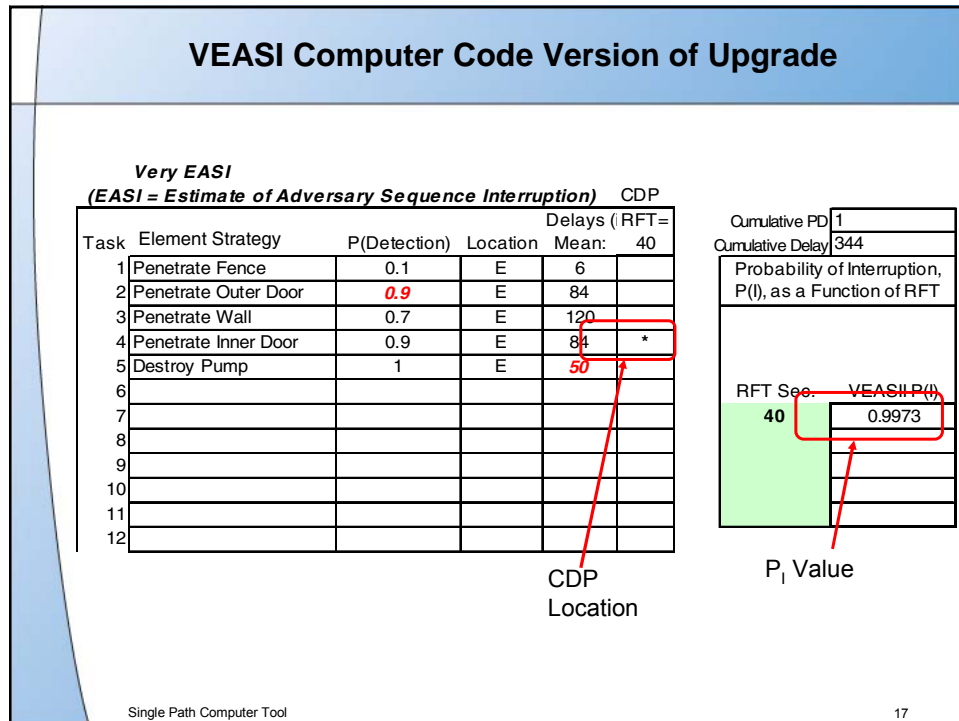 VEASI Computer Code Version of Upgrade
Very EASI
(EASI = Estimate of Adversary Sequence Interruption) CDP
Delays (i RFT=
Task Element Strategy P(Detection) Location Mean: 40
1 Penetrate Fence 0.1 E 6
2 Penetrate Outer Door 0.9 E 84
3 Penetrate Wall 0.7 E 120
4 Penetrate Inner Door 0.9 E 84 *
5 Destroy Pump 1 E 50
6
7
8
9
10
11
12
Cumulative PD 1
Cumulative Delay 344
Probability of Interruption,
P(I), as a Function of RFT
RFT Sec. VEASII P(I)
40 0.9973
CDP
Location
PI Value
Single Path Computer Tool 17